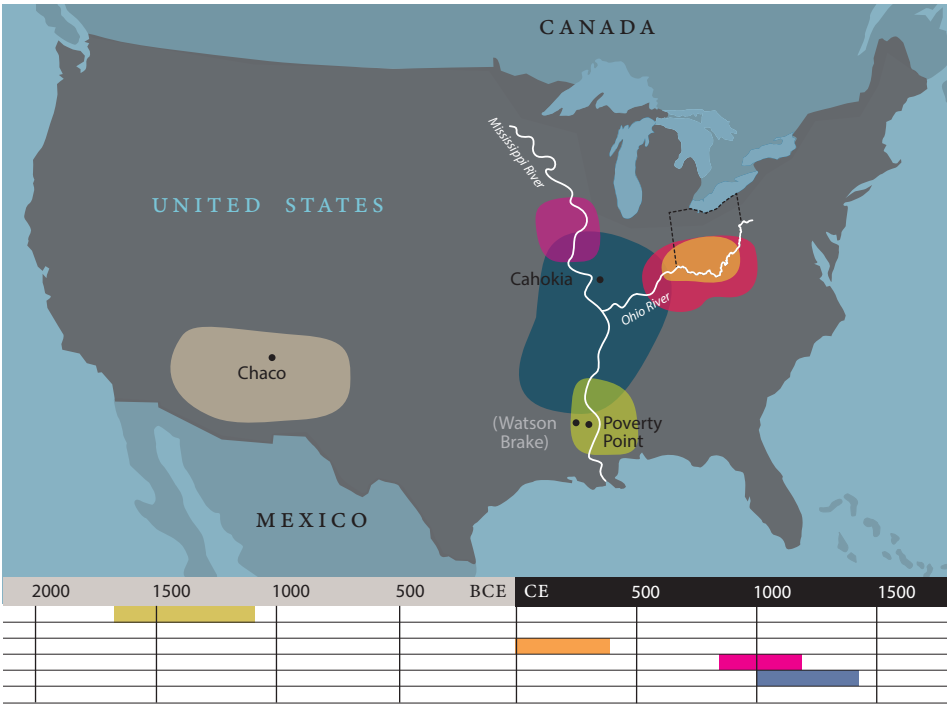 CANADA
Mississippi River
UNITED STATES
Cahokia
Ohio River
Chaco
(Watson
Brake)
Poverty
Point
MEXICO
2000 1500 1000 500 BCE CE 500 1000 1500